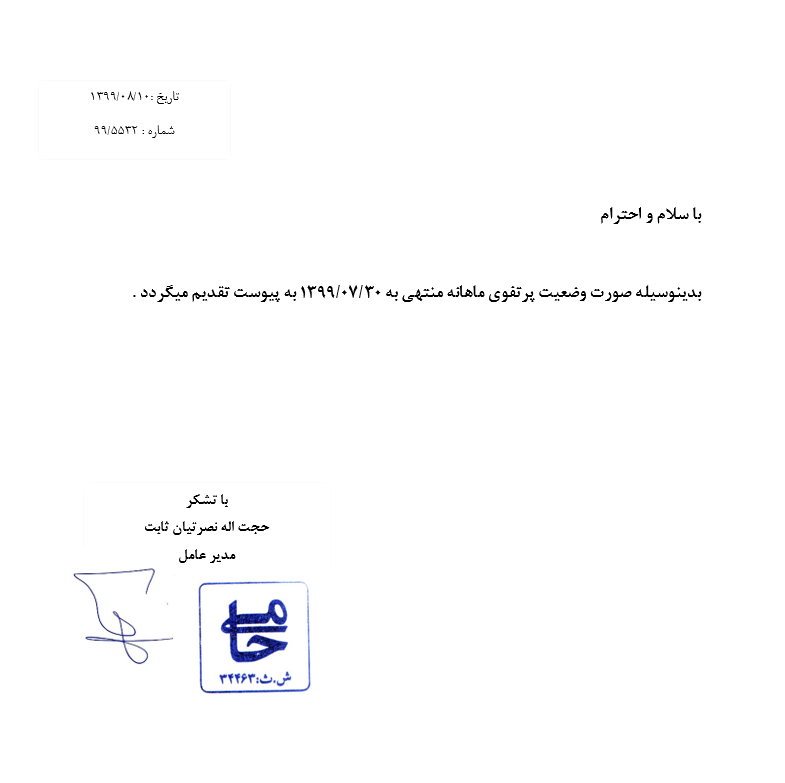 تاریخ :۱۳۹۹/۰۸/۱۰
شماره : ۹۹/۵۵۳۲
با سلام و احترام
بدینوسیله صورت وضعیت پرتفوی ماهانه منتهی به ۱۳۹۹/۰۷/۳۰ به پیوست تقدیم میگردد .
با تشکر
حجت اله نصرتیان ثابت
مدیر عامل
حامی
ش.ث:۳۴۴۶۳